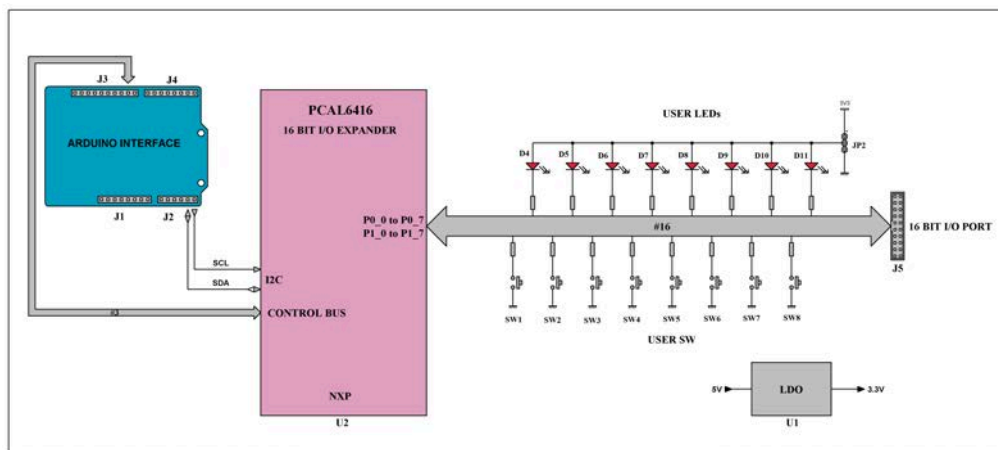 J3
J4
ARDUINO INTERFACE
J1
J2
SCL
SDA
#3
PCAL6416
16 BIT I/O EXPANDER
P0_0 to P0_7
P1_0 to P1_7
I2C
CONTROL BUS
NXP
U2
USER LEDs
3V3
JP2
D4
D5
D6
D7
D8
D9
D10
D11
#16
16 BIT I/O PORT
J5
SW1
SW2
SW3
SW4
SW5
SW6
SW7
SW8
USER SW
5V
LDO
3.3V
U1